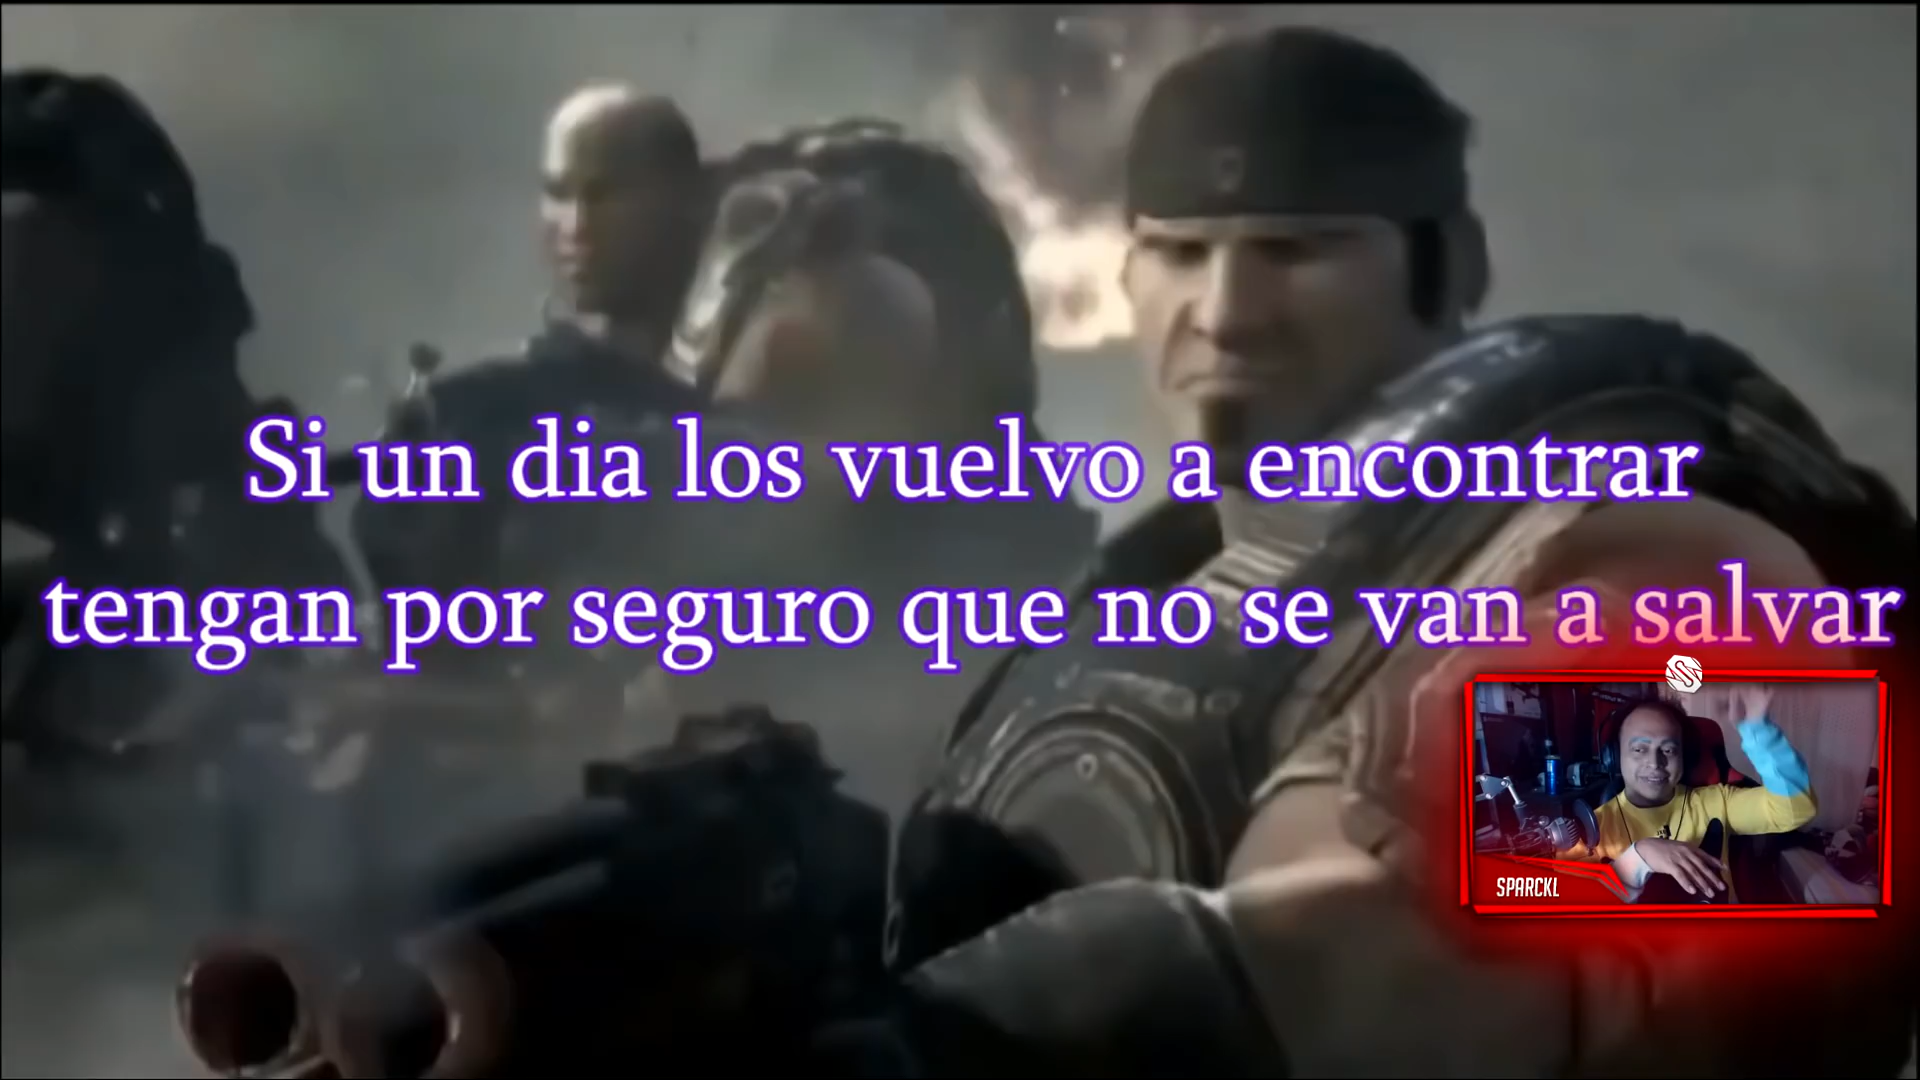 Si un dia los vuelvo a encontrar
tengan por seguro que no se van a salvar
SPARCKL